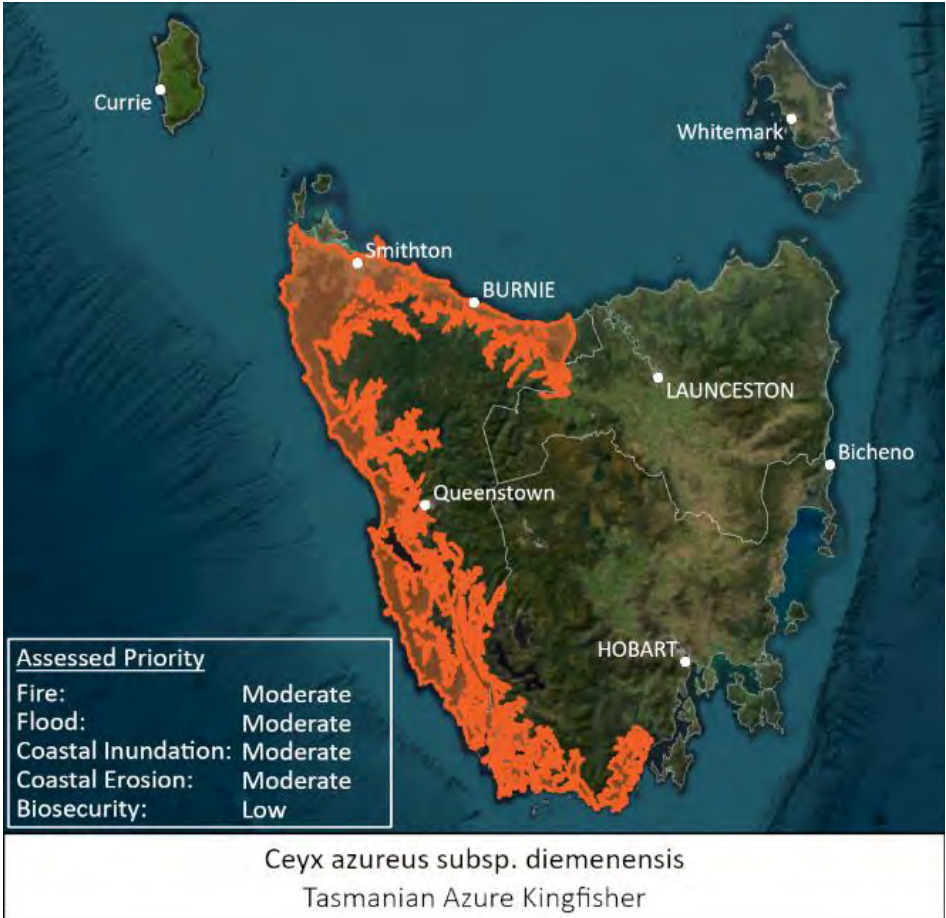 Currie
Whitemark
Smithton
BURNIE
LAUNCESTON
Bicheno
Queenstown
HOBART
Assessed Priority
Fire: Moderate
Flood: Moderate
Coastal Inundation: Moderate
Coastal Erosion: Moderate
Biosecurity: Low
Ceyx azureus subsp. diemenensis
Tasmanian Azure Kingfisher